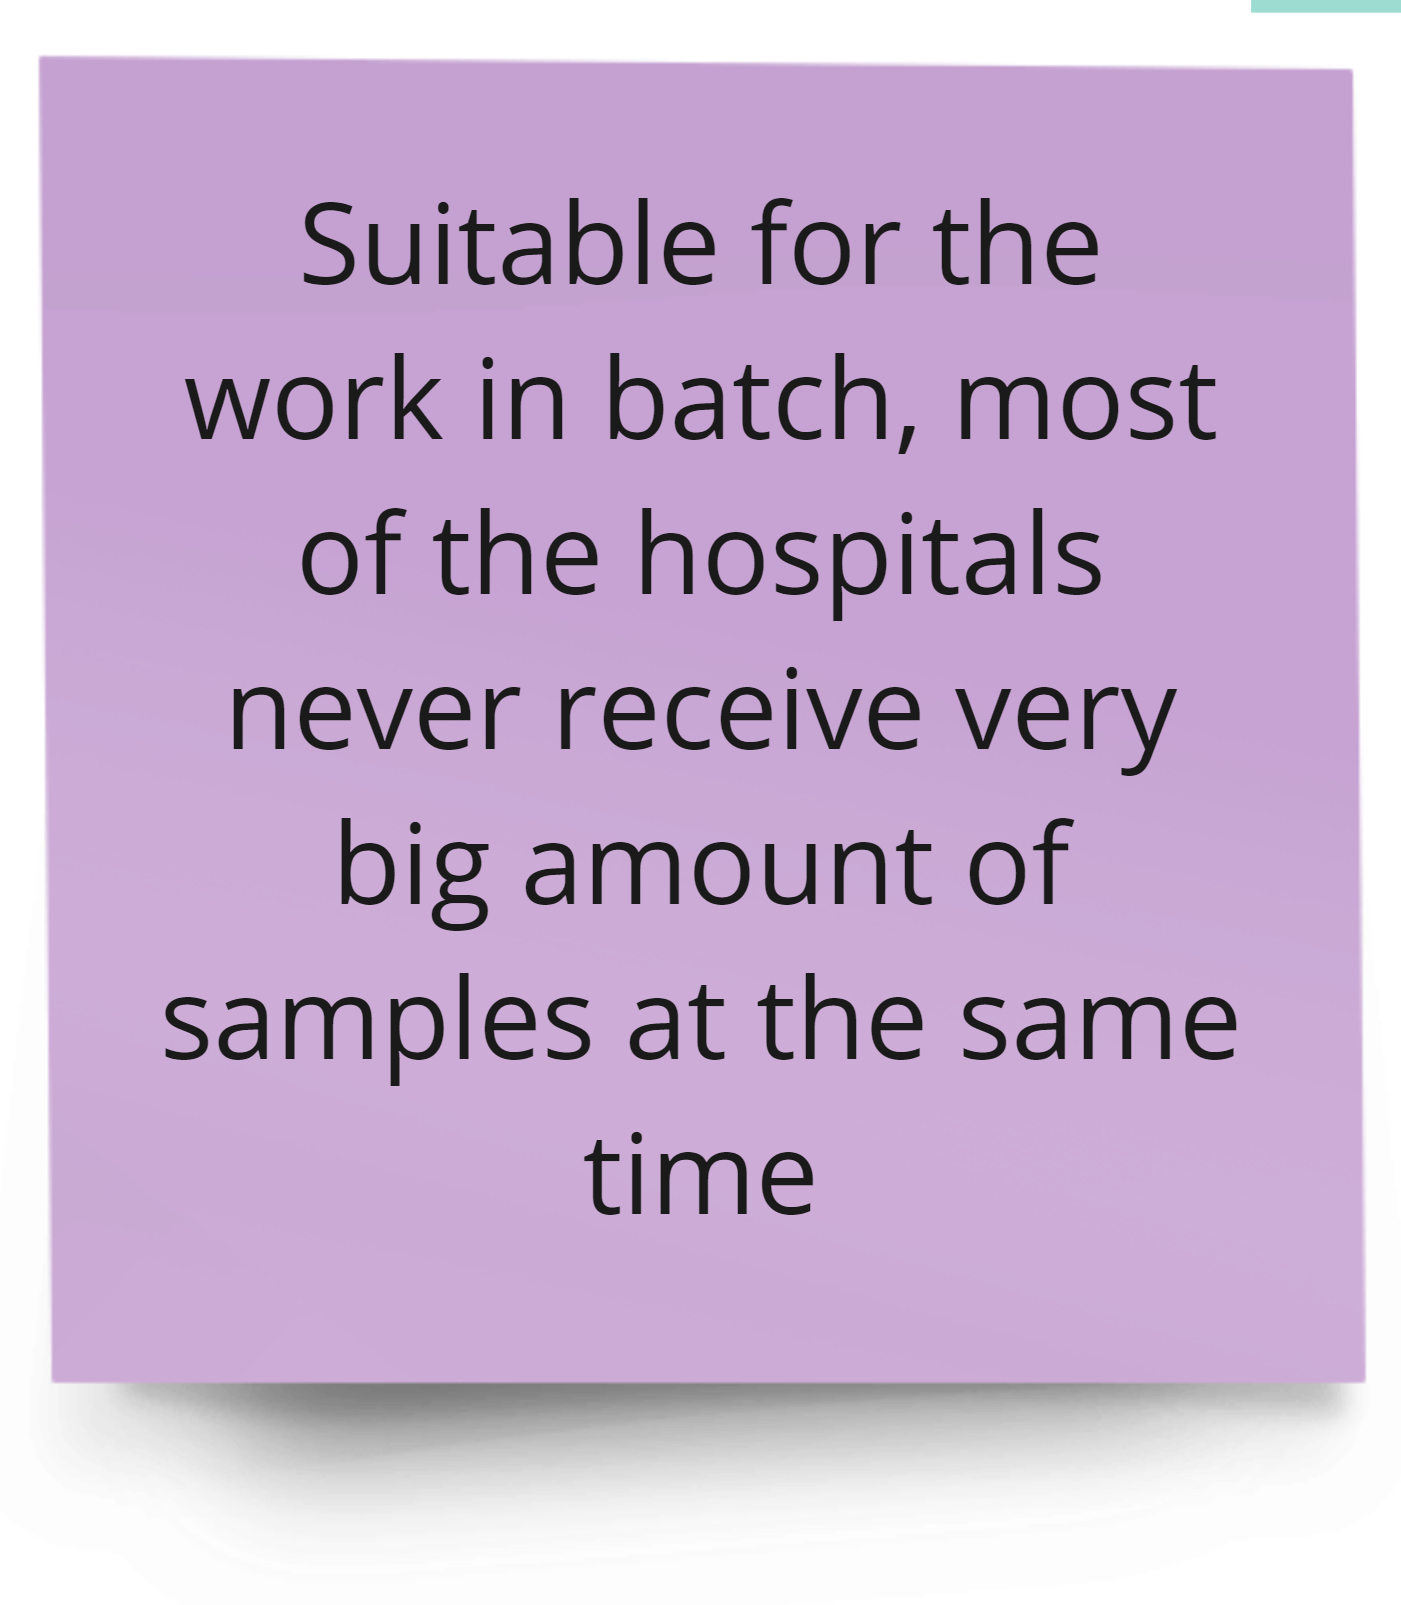 Suitable for the
work in batch, most
of the hospitals
never receive very
big amount of
samples at the same
time